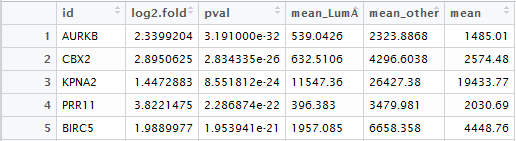 id log2.fold pval mean_LumA mean_other mean
1 AURKB 2.3399204 3.191000e-32 539.0426 2323.8868 1485.01
2 CBX2 2.8950625 2.834335e-26 632.5106 4296.6038 2574.48
3 KPNA2 1.4472883 8.551812e-24 11547.36 26427.38 19433.77
4 PRR11 3.8221475 2.286874e-22 396.383 3479.981 2030.69
5 BIRC5 1.9889977 1.953941e-21 1957.085 6658.358 4448.76